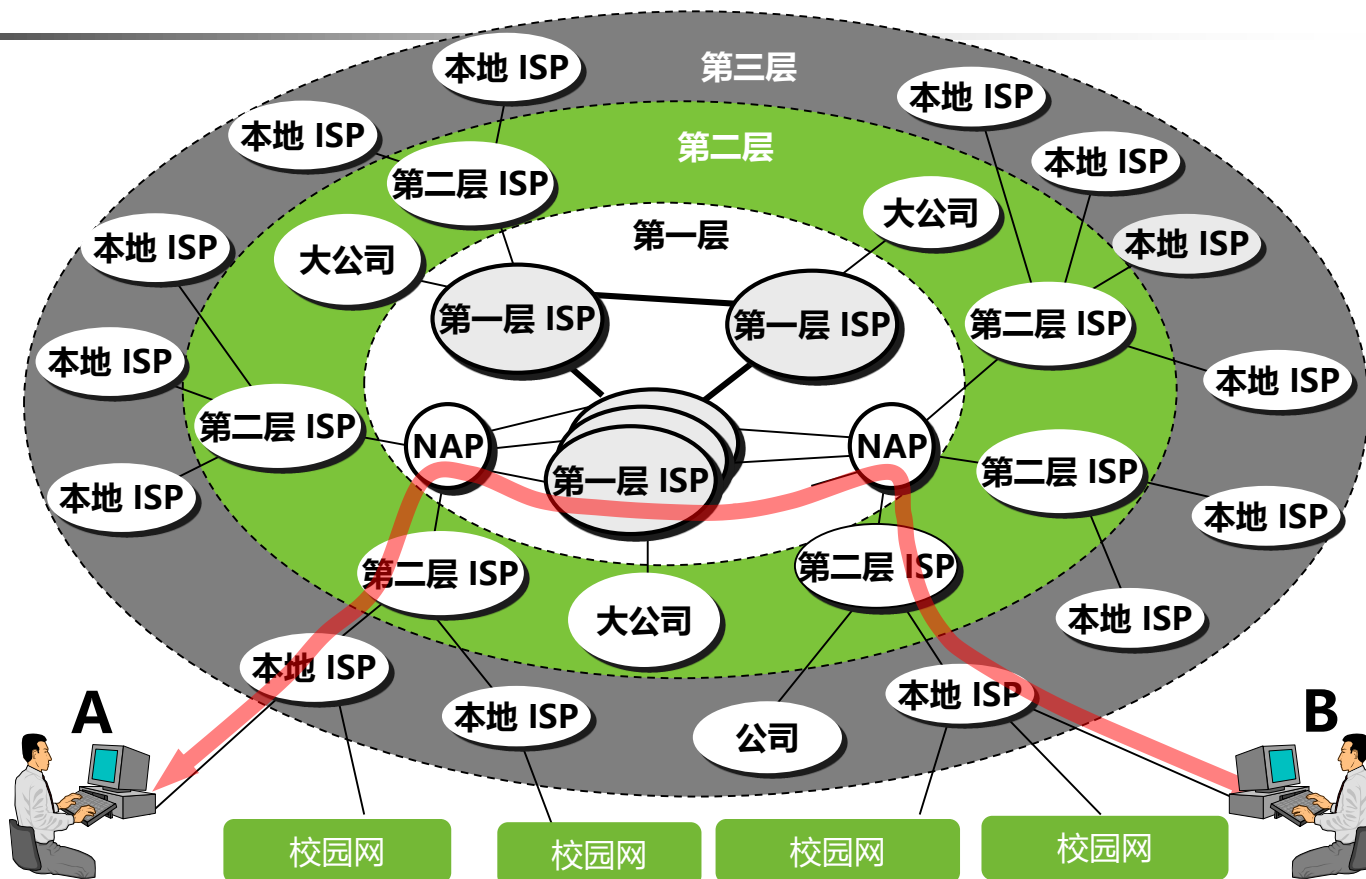 本地 ISP
第三层
本地 ISP
本地 ISP
第二层
本地 ISP
第二层 ISP
大公司
第一层
本地 ISP
大公司
本地 ISP
第一层 ISP
第一层 ISP
第二层 ISP
本地 ISP
本地 ISP
第二层 ISP
NAP
NAP
第一层 ISP
第二层 ISP
本地 ISP
本地 ISP
第二层 ISP
第二层 ISP
大公司
本地 ISP
本地 ISP
本地 ISP
A
本地 ISP
公司
B
校园网
校园网
校园网
校园网